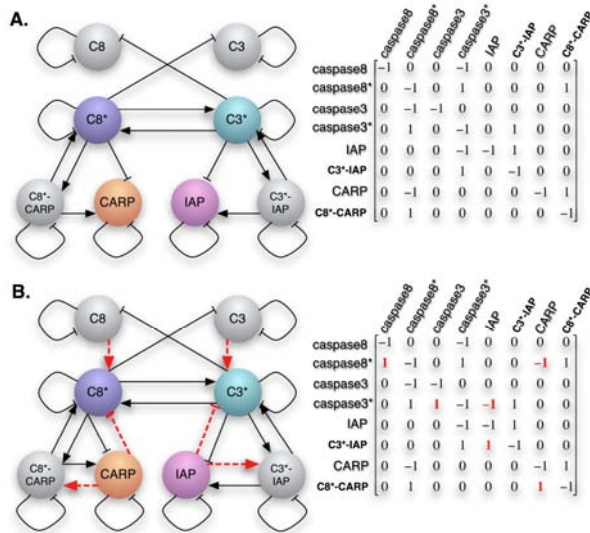 A.
C8
C3
C8*
C3*
C8*-
CARP
CARP
IAP
C3*-
IAP
caspase8 caspase8* caspase3 caspase3* IAP C3*-IAP CARP C8*-CARP
caspase8 −1 0 0 −1 0 0 0 0
caspase8* 0 −1 0 1 0 0 0 1
caspase3 0 −1 −1 0 0 0 0 0
caspase3* 0 1 0 −1 0 1 0 0
IAP 0 0 0 −1 −1 1 0 0
C3*-IAP 0 0 0 1 0 −1 0 0
CARP 0 −1 0 0 0 0 −1 1
C8*-CARP 0 1 0 0 0 0 0 −1
B.
C8
C3
C8*
C3*
C8*-
CARP
CARP
IAP
C3*-
IAP
caspase8 caspase8* caspase3 caspase3* IAP C3*-IAP CARP C8*-CARP
caspase8 −1 0 0 −1 0 0 0 0
caspase8* 1 −1 0 1 0 0 −1 1
caspase3 0 −1 −1 0 0 0 0 0
caspase3* 0 1 1 −1 −1 1 0 0
IAP 0 0 0 −1 −1 1 0 0
C3*-IAP 0 0 0 1 1 −1 0 0
CARP 0 −1 0 0 0 0 −1 1
C8*-CARP 0 1 0 0 0 0 1 −1